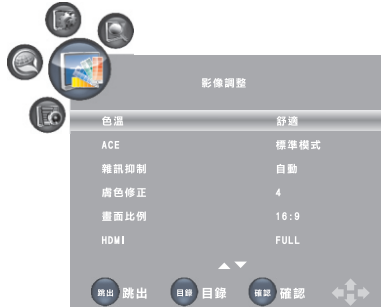 影像調整
色溫 舒適
ACE 標準模式
雜訊抑制 自動
膚色修正 4
畫面比例 16:9
HDMI FULL
跳出 跳出 目錄 目錄 確認 確認